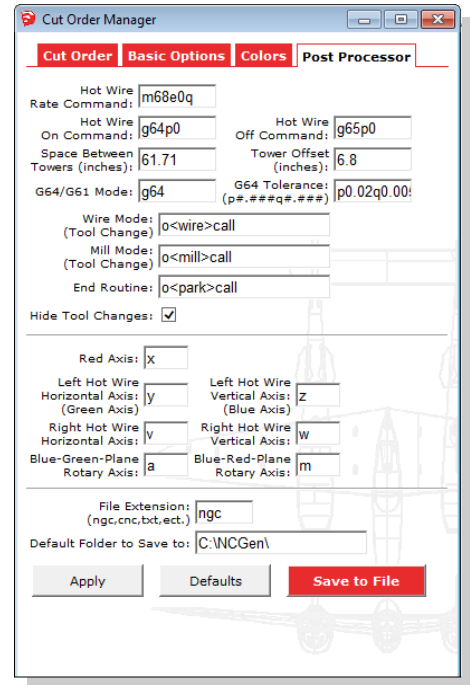 Cut Order Manager
Cut Order Basic Options Colors Post Processor
Hot Wire
Rate Command: m68e0q
Hot Wire
On Command: g64p0
Hot Wire
Off Command: g65p0
Space Between
Towers (inches): 61.71
Tower Offset
(inches): 6.8
G64/G61 Mode: g64
G64 Tolerance:
(p#.###q#.###) p0.02q0.00
Wire Mode:
(Tool Change) o<wire>call
Mill Mode:
(Tool Change) o<mill>call
End Routine: o<park>call
Hide Tool Changes:
Red Axis: x
Left Hot Wire
Horizontal Axis: y
(Green Axis)
Left Hot Wire
Vertical Axis: z
(Blue Axis)
Right Hot Wire
Horizontal Axis: v
Right Hot Wire
Vertical Axis: w
Blue-Green-Plane
Rotary Axis: a
Blue-Red-Plane
Rotary Axis: m
File Extension:
(ngc,cnc,txt,ect.) ngc
Default Folder to Save to: C:\NCGen\
Apply Defaults Save to File